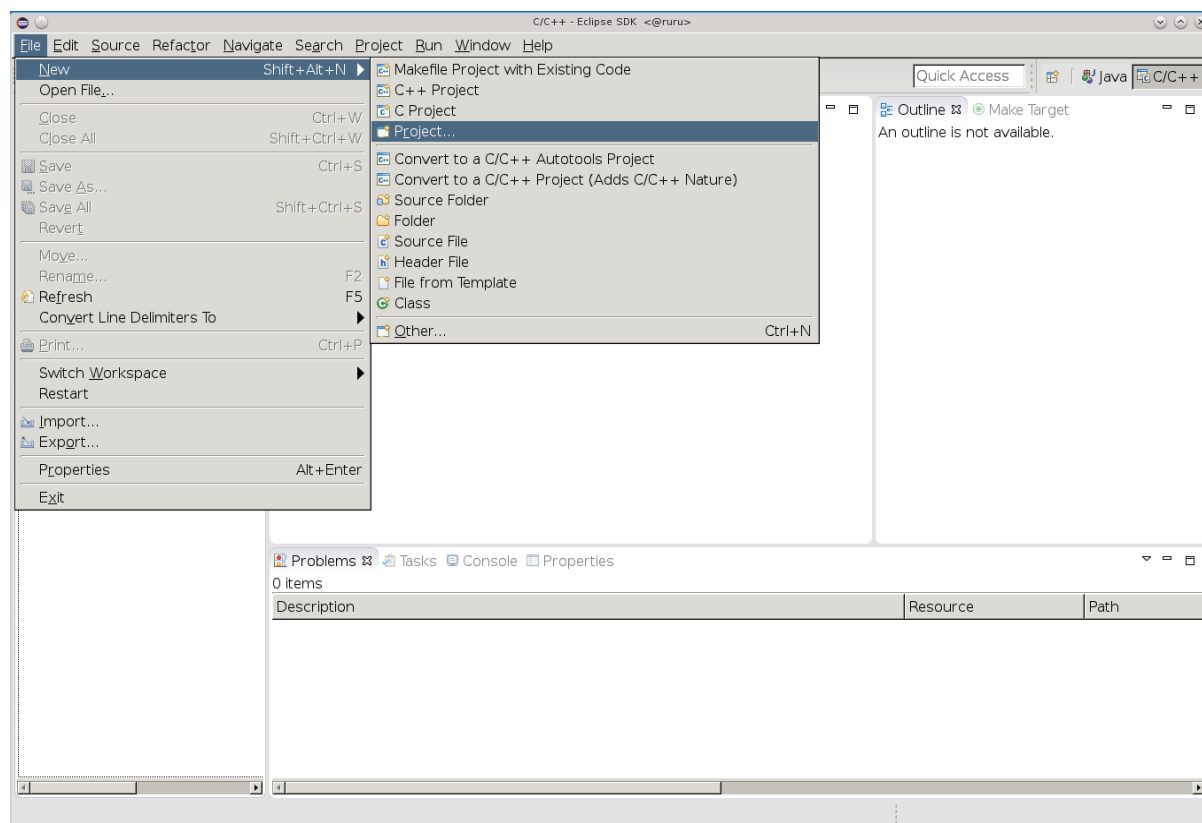 C/C++ - Eclipse SDK <@ruru>
File Edit Source Refactor Navigate Search Project Run Window Help
New Shift+Alt+N
Open File...
Close Ctrl+W
Close All Shift+Ctrl+W
Save Ctrl+S
Save As...
Save All Shift+Ctrl+S
Revert
Move...
Rename... F2
Refresh F5
Convert Line Delimiters To
Print... Ctrl+P
Switch Workspace
Restart
Import...
Export...
Properties Alt+Enter
Exit
Makefile Project with Existing Code
C++ Project
C Project
Project...
Convert to a C/C++ Autotools Project
Convert to a C/C++ Project (Adds C/C++ Nature)
Source Folder
Folder
Source File
Header File
File from Template
Class
Other... Ctrl+N
Quick Access Java C/C++
Outline Make Target
An outline is not available.
Problems Tasks Console Properties
0 items
Description Resource Path